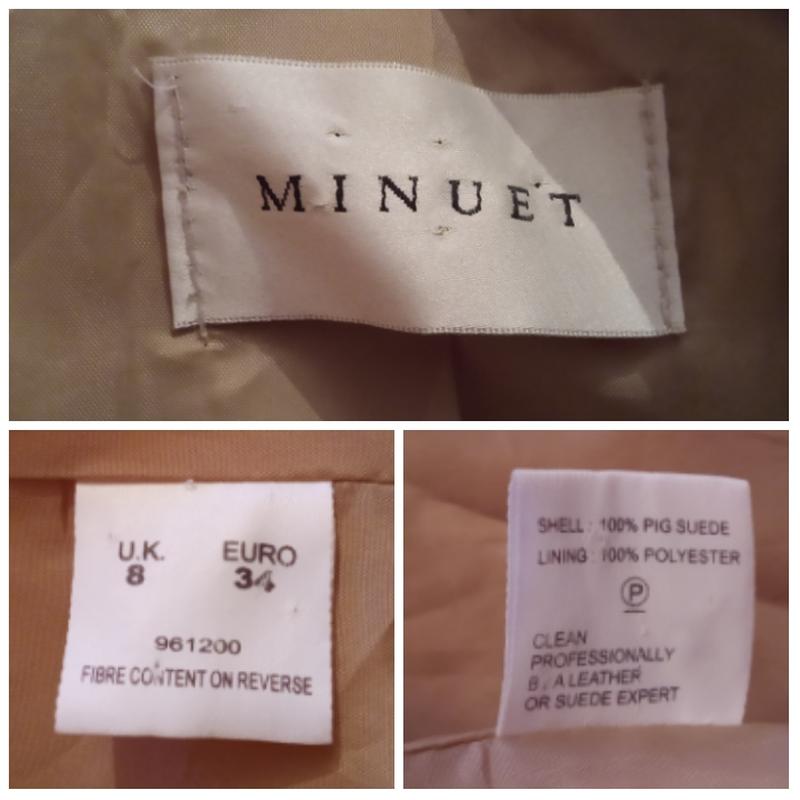 MINUET
U.K. EURO
8 34
961200
FIBRE CONTENT ON REVERSE
SHELL : 100% PIG SUEDE
LINING : 100% POLYESTER
P
CLEAN
PROFESSIONALLY
A LEATHER
OR SUEDE EXPERT